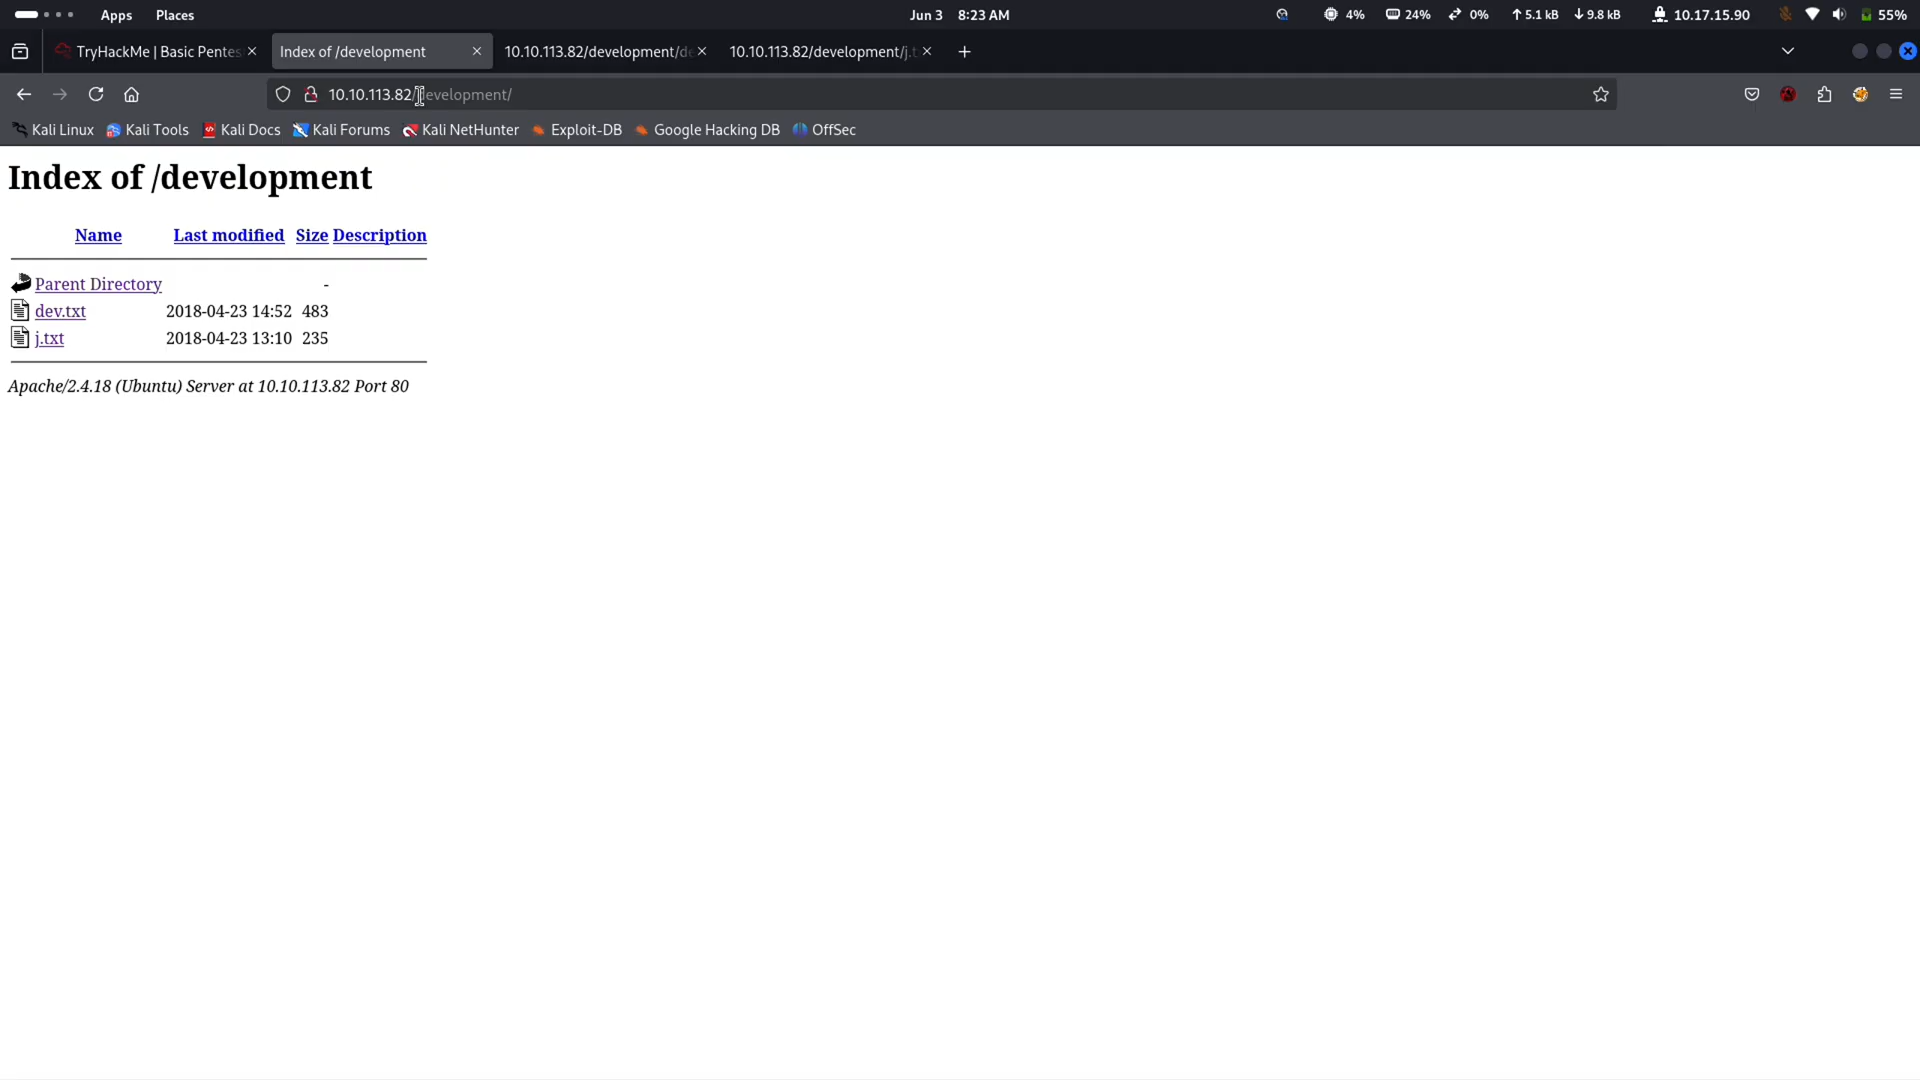 Apps Places Jun 3 8:23 AM 4% 24% 0% 5.1 kB 9.8 kB 10.17.15.90 55%
TryHackMe | Basic Pentes Index of /development 10.10.113.82/development/de 10.10.113.82/development/j.t
10.10.113.82/development/
Kali Linux Kali Tools Kali Docs Kali Forums Kali NetHunter Exploit-DB Google Hacking DB OffSec
Index of /development
Name Last modified Size Description
Parent Directory -
dev.txt 2018-04-23 14:52 483
j.txt 2018-04-23 13:10 235
Apache/2.4.18 (Ubuntu) Server at 10.10.113.82 Port 80